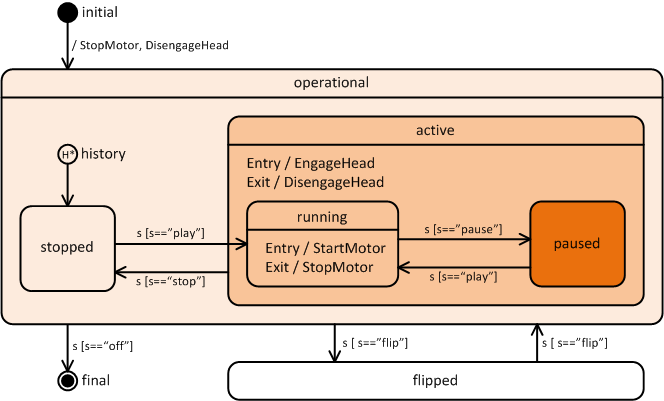 initial
/ StopMotor, DisengageHead
operational
active
H* history
Entry / EngageHead
Exit / DisengageHead
running
stopped
s [s==”play”]
Entry / StartMotor
Exit / StopMotor
s [s==”pause”]
paused
s [s==”stop”]
s [s==”play”]
s [s==“off”]
s [ s==“flip”]
s [ s==“flip”]
final
flipped